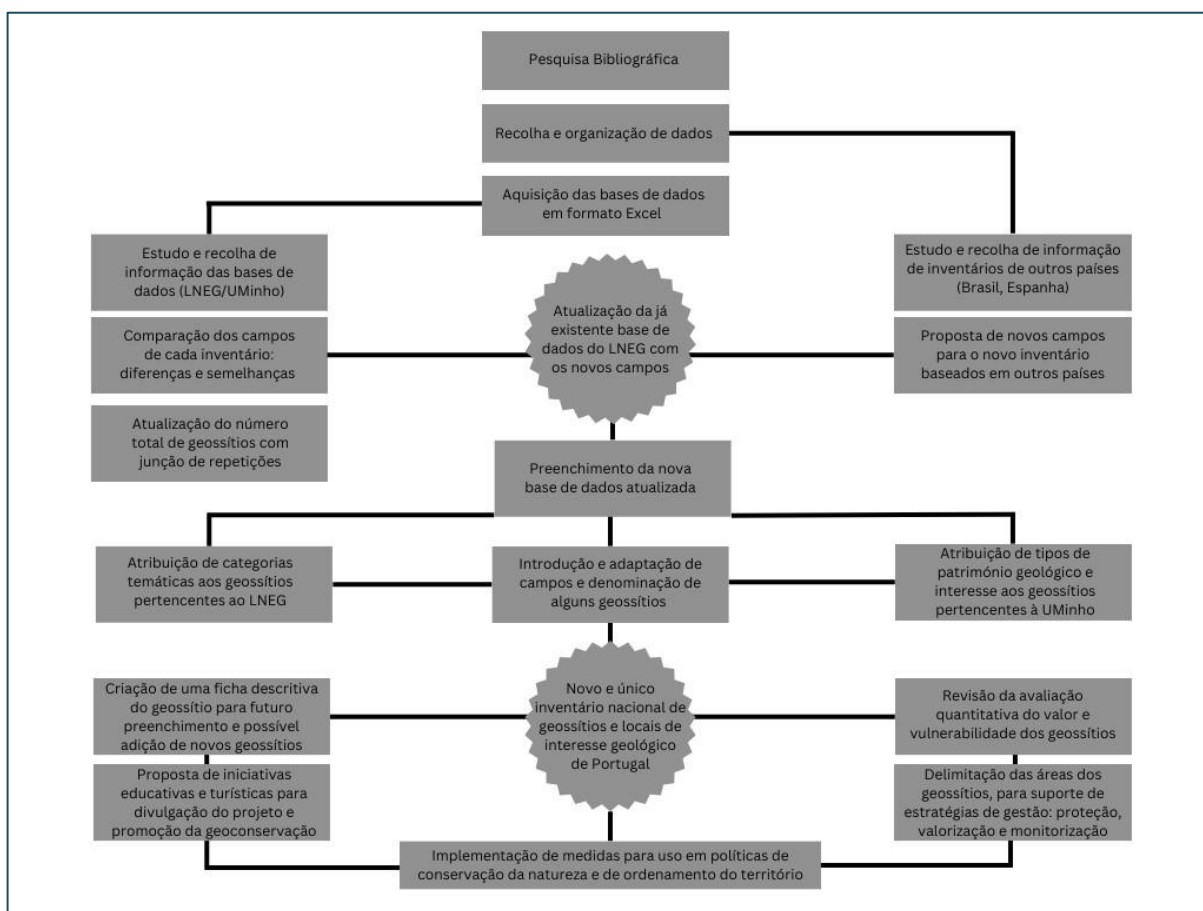 Pesquisa Bibliográfica
Recolha e organização de dados
Aquisição das bases de dados
em formato Excel
Estudo e recolha de
informação das bases de
dados (LNEG/UMinho)
Estudo e recolha de informação
de inventários de outros países
(Brasil, Espanha)
Atualização da já
existente base de
dados do LNEG com
os novos campos
Comparação dos campos
de cada inventário:
diferenças e semelhanças
Proposta de novos campos
para o novo inventário
baseados em outros países
Atualização do número
total de geossítios com
junção de repetições
Preenchimento da nova
base de dados atualizada
Atribuição de categorias
temáticas aos geossítios
pertencentes ao LNEG
Introdução e adaptação de
campos e denominação de
alguns geossítios
Atribuição de tipos de
património geológico e
interesse aos geossítios
pertencentes à UMinho
Criação de uma ficha descritiva
do geossítio para futuro
preenchimento e possível
adição de novos geossítios
Novo e único
inventário nacional de
geossítios e locais de
interesse geológico
de Portugal
Revisão da avaliação
quantitativa do valor e
vulnerabilidade dos geossítios
Proposta de iniciativas
educativas e turísticas para
divulgação do projeto e
promoção da geoconservação
Delimitação das áreas dos
geossítios, para suporte de
estratégias de gestão: proteção,
valorização e monitorização
Implementação de medidas para uso em políticas de
conservação da natureza e de ordenamento do território